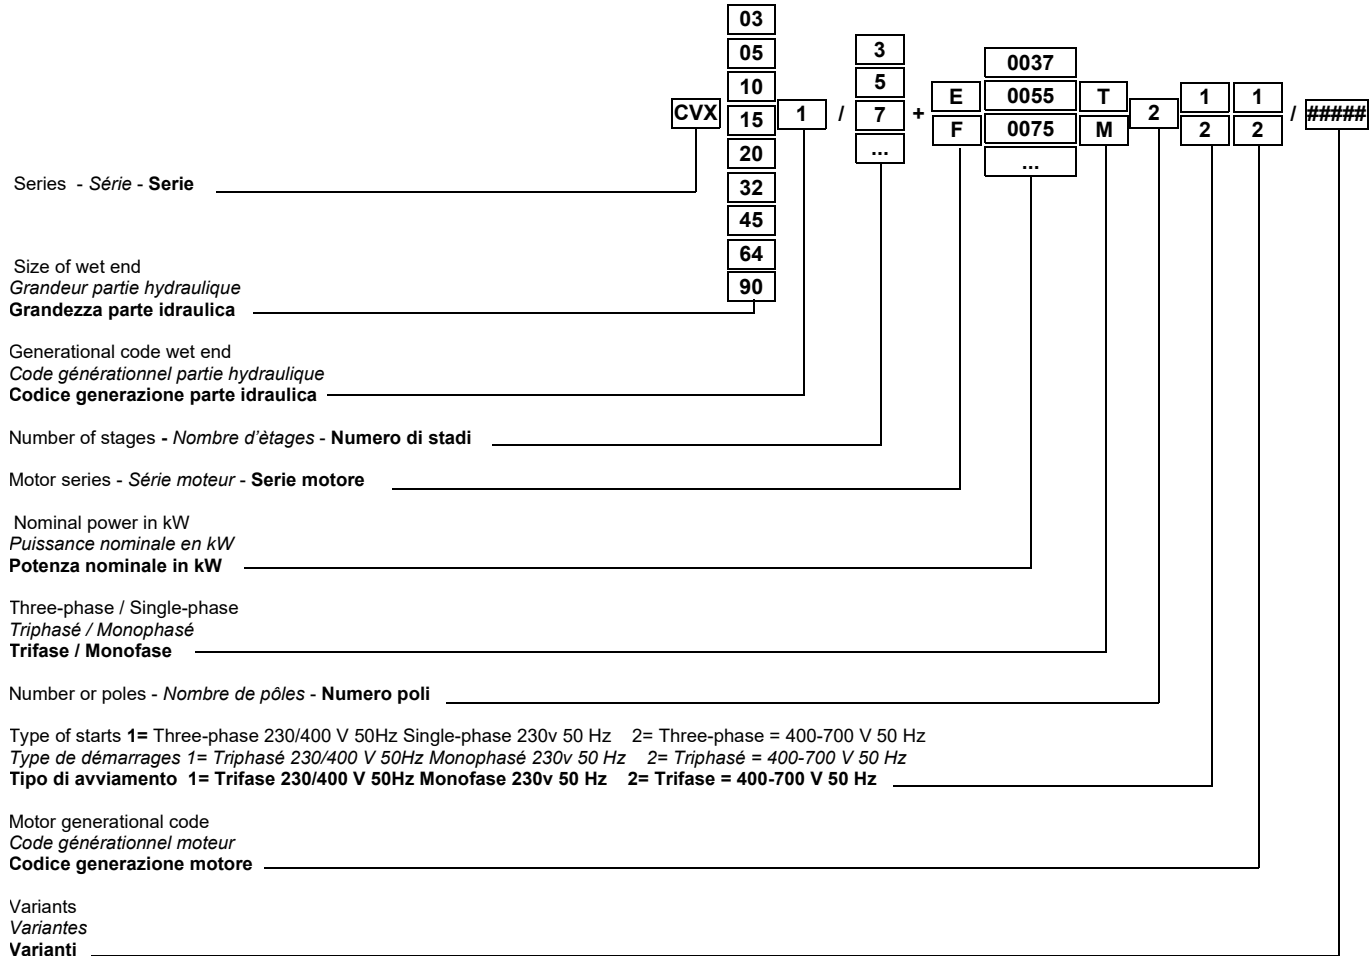 03
05
10
15
20
32
45
64
90
CVX
1
/
3
5
7
...
+
E
F
0037
0055
0075
...
T
M
2
1
2
1
2
/
#####
Series - Série - Serie
Size of wet end
Grandeur partie hydraulique
Grandezza parte idraulica
Generational code wet end
Code générationnel partie hydraulique
Codice generazione parte idraulica
Number of stages - Nombre d'ètages - Numero di stadi
Motor series - Série moteur - Serie motore
Nominal power in kW
Puissance nominale en kW
Potenza nominale in kW
Three-phase / Single-phase
Triphasé / Monophasé
Trifase / Monofase
Number or poles - Nombre de pôles - Numero poli
Type of starts 1= Three-phase 230/400 V 50Hz Single-phase 230v 50 Hz 2= Three-phase = 400-700 V 50 Hz
Type de démarrages 1= Triphasé 230/400 V 50Hz Monophasé 230v 50 Hz 2= Triphasé = 400-700 V 50 Hz
Tipo di avviamento 1= Trifase 230/400 V 50Hz Monofase 230v 50 Hz 2= Trifase = 400-700 V 50 Hz
Motor generational code
Code générationnel moteur
Codice generazione motore
Variants
Variantes
Varianti